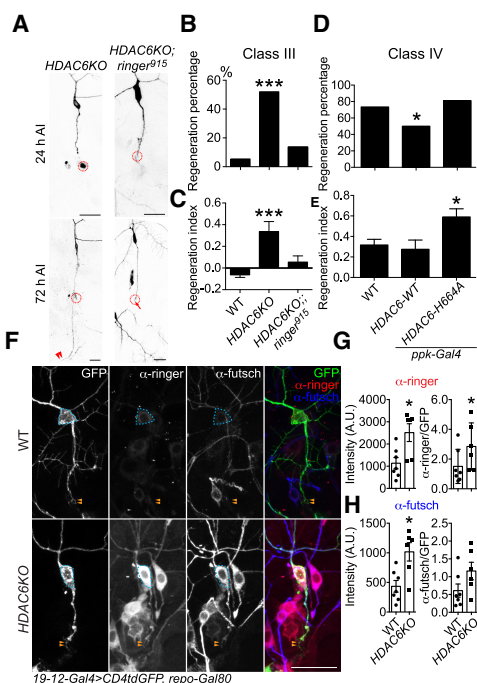 A
HDAC6KO
HDAC6KO;
ringer915
24 h AI
72 h AI
B
Class III
%
Regeneration percentage
60
40
20
0
***
C
Regeneration index
0.4
0.2
0.0
-0.2
***
WT
HDAC6KO
HDAC6KO;;
ringer915
D
Class IV
Regeneration percentage
100
80
60
40
20
0
*
E
Regeneration index
0.6
0.4
0.2
0.0
*
WT
HDAC6-WT
HDAC6-H664A
ppk-Gal4
F
GFP
α-ringer
α-futsch
GFP
α-ringer
α-futsch
WT
HDAC6KO
19-12-Gal4>CD4tdGFP, repo-Gal80
G
α-ringer
Intensity (A.U.)
4000
3000
2000
1000
0
*
α-ringer/GFP
6.0
4.0
2.0
0.0
*
H
α-futsch
Intensity (A.U.)
1500
1000
500
0
*
α-futsch/GFP
2.5
2.0
1.5
1.0
0.5
0.0
WT
HDAC6KO
WT
HDAC6KO